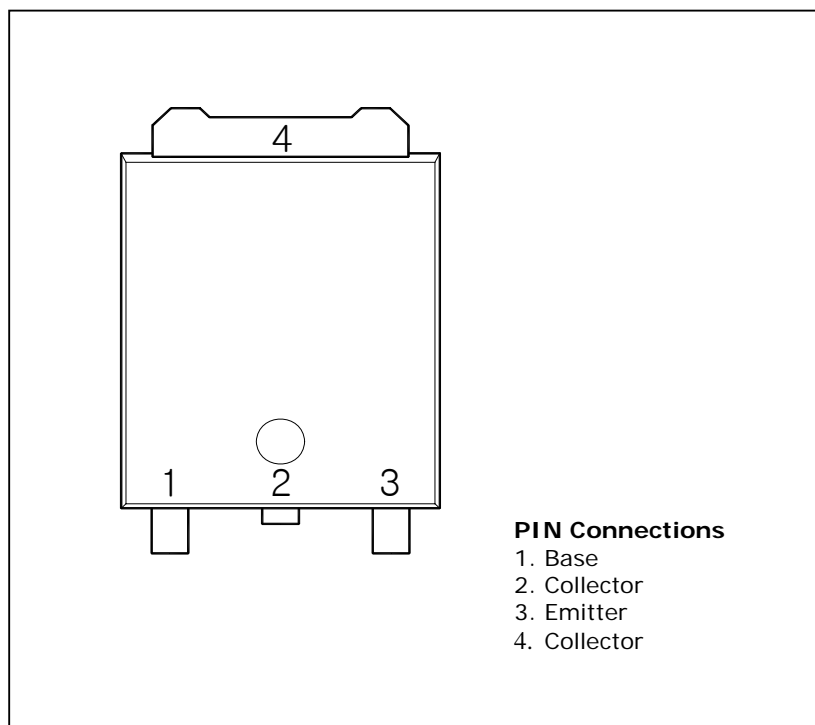 4
1 2 3
PIN Connections
1. Base
2. Collector
3. Emitter
4. Collector